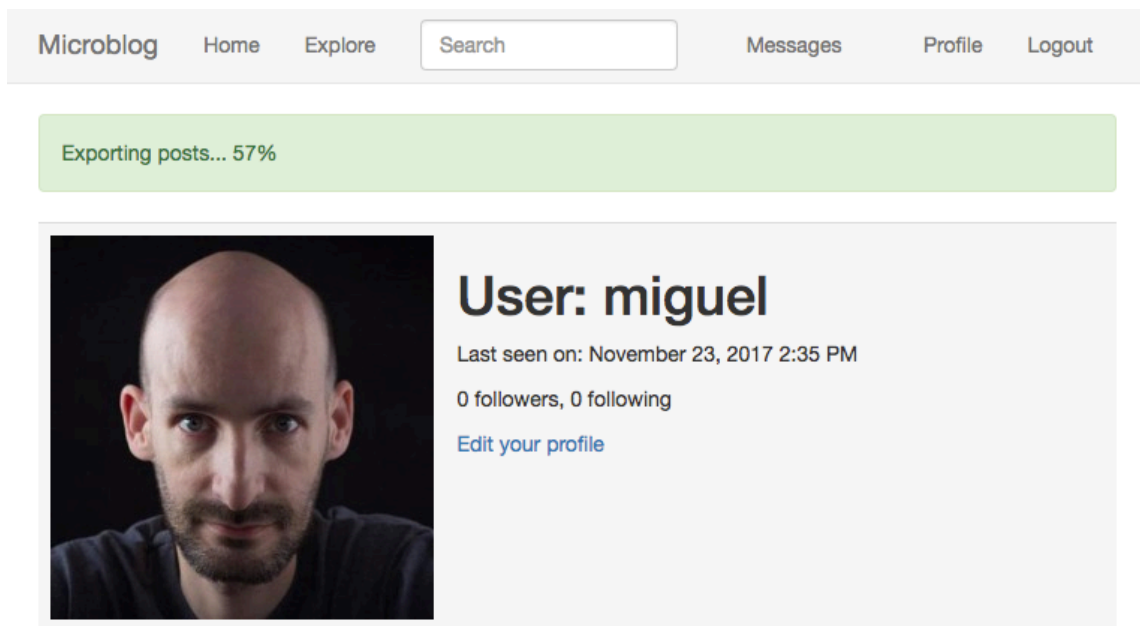 Microblog Home Explore Search Messages Profile Logout
Exporting posts... 57%
User: miguel
Last seen on: November 23, 2017 2:35 PM
0 followers, 0 following
Edit your profile